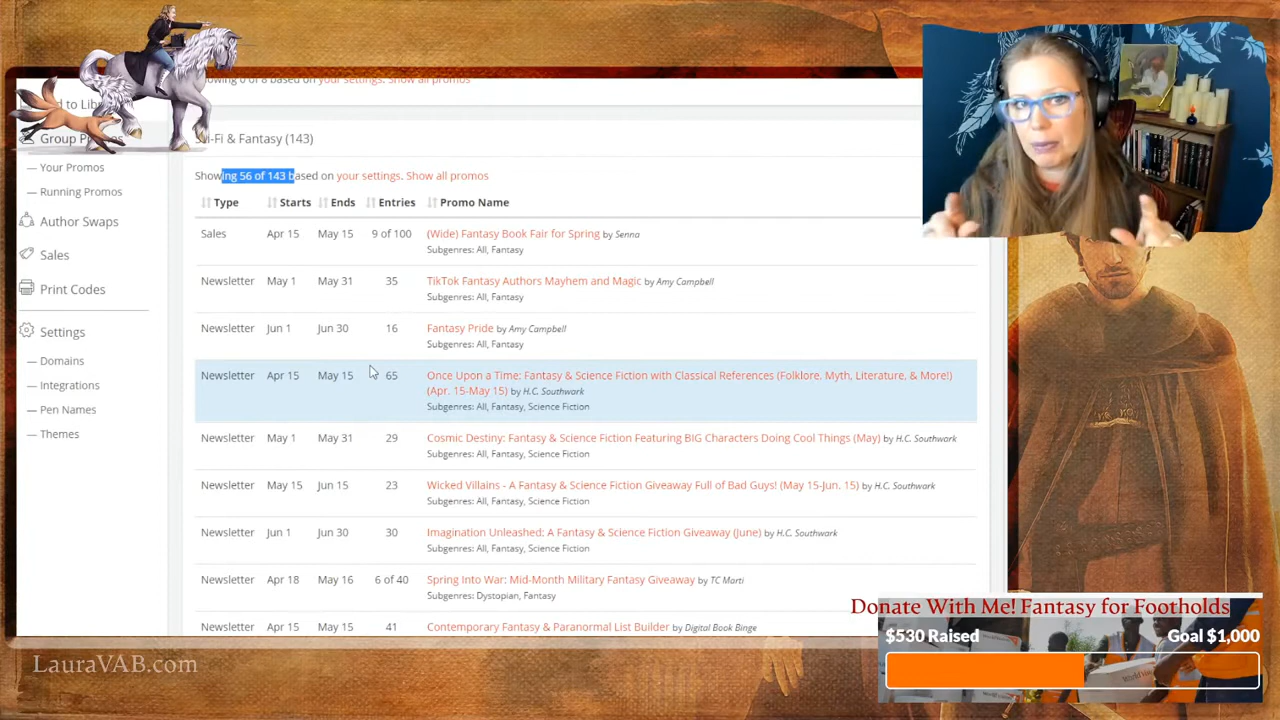 Showing 0 of 8 based on your settings. Show all promos
Group
Your Promos
Running Promos
Author Swaps
Sales
Print Codes
Settings
Domains
Integrations
Pen Names
Themes
& Fantasy (143)
Showing 56 of 143 based on your settings. Show all promos
Type Starts Ends Entries Promo Name
Sales Apr 15 May 15 9 of 100 (Wide) Fantasy Book Fair for Spring by Senna
Subgenres: All, Fantasy
Newsletter May 1 May 31 35 TikTok Fantasy Authors Mayhem and Magic by Amy Campbell
Subgenres: All, Fantasy
Newsletter Jun 1 Jun 30 16 Fantasy Pride by Amy Campbell
Subgenres: All, Fantasy
Newsletter Apr 15 May 15 65 Once Upon a Time: Fantasy & Science Fiction with Classical References (Folklore, Myth, Literature, & More!)
(Apr. 15-May 15) by H.C. Southwark
Subgenres: All, Fantasy, Science Fiction
Newsletter May 1 May 31 29 Cosmic Destiny: Fantasy & Science Fiction Featuring BIG Characters Doing Cool Things (May) by H.C. Southwark
Subgenres: All, Fantasy, Science Fiction
Newsletter May 15 Jun 15 23 Wicked Villains - A Fantasy & Science Fiction Giveaway Full of Bad Guys! (May 15-Jun. 15) by H.C. Southwark
Subgenres: All, Fantasy, Science Fiction
Newsletter Jun 1 Jun 30 30 Imagination Unleashed: A Fantasy & Science Fiction Giveaway (June) by H.C. Southwark
Subgenres: All, Fantasy, Science Fiction
Newsletter Apr 18 May 16 6 of 40 Spring Into War: Mid-Month Military Fantasy Giveaway by TC Marti
Subgenres: Dystopian, Fantasy
Newsletter Apr 15 May 15 41 Contemporary Fantasy & Paranormal List Builder by Digital Book Binge
Donate With Me! Fantasy for Footholds
$530 Raised Goal $1,000
LauraVAB.com